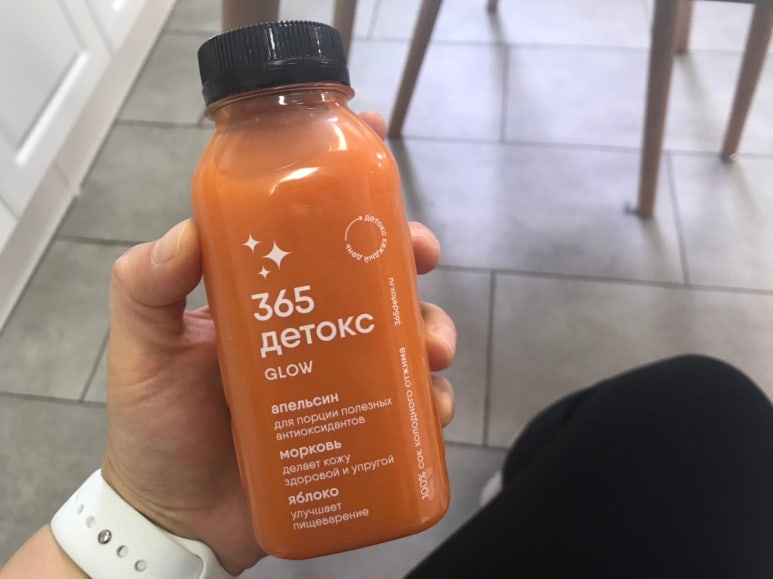 детокс каждый день
365
детокс
GLOW
апельсин
для порции полезных
антиоксидантов
морковь
делает кожу
здоровой и упругой
яблоко
улучшает
пищеварение
100% сок холодного отжима
365detox.ru